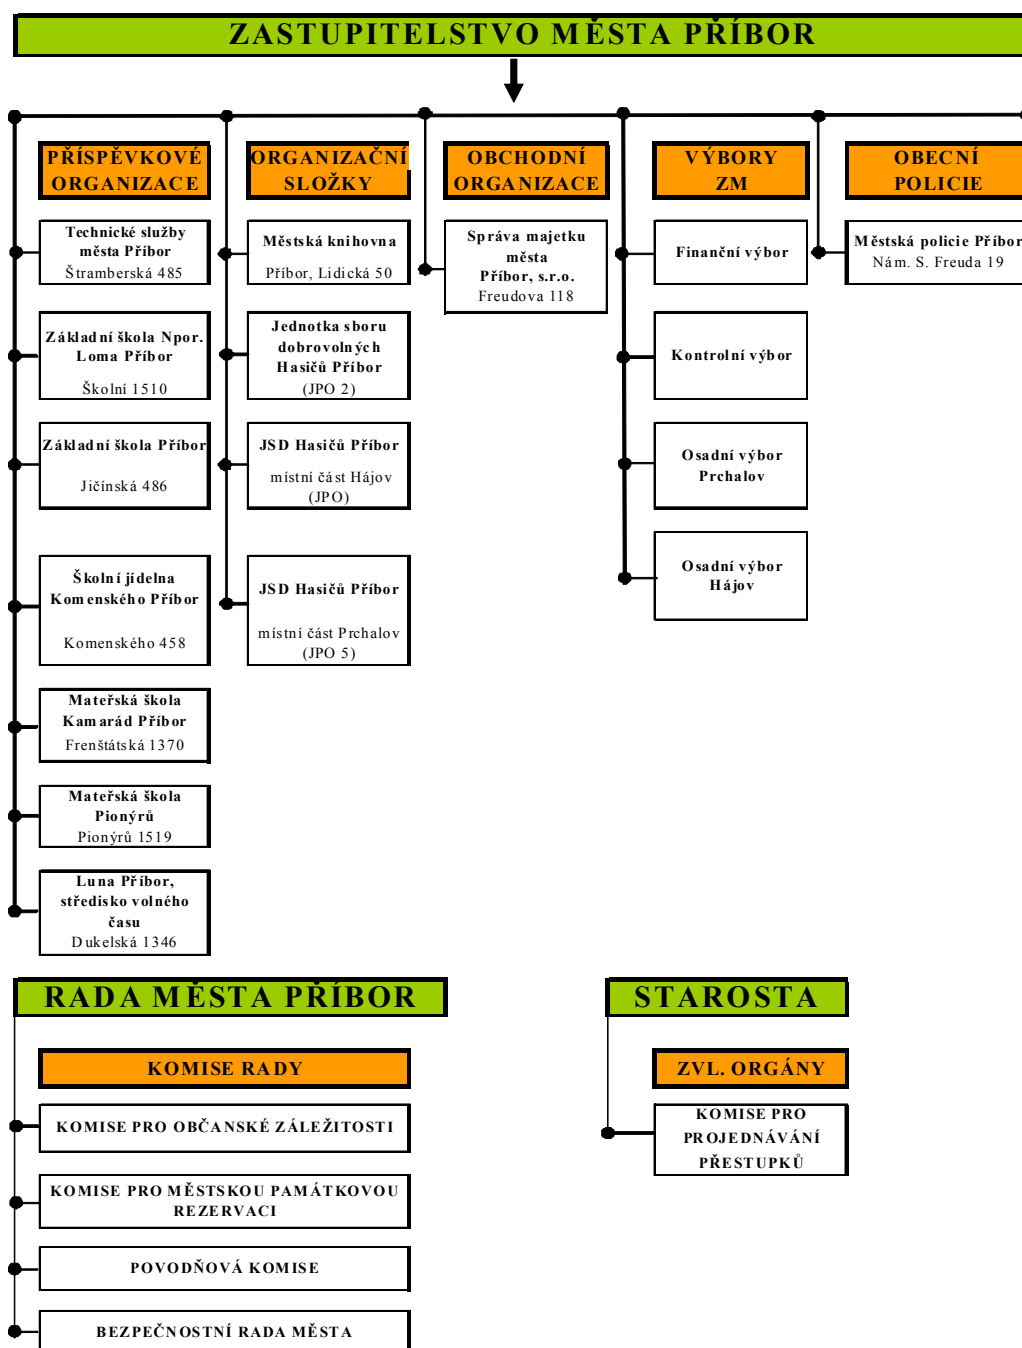 ZASTUPITELSTVO MĚSTA PŘÍBOR
PŘÍSPĚVKOVÉ
ORGANIZACE
Technické služby
města Příbor
Štramberská 485
Základní škola Npor.
Loma Příbor
Školní 1510
Základní škola Příbor
Jičínská 486
Školní jídelna
Komenského Příbor
Komenského 458
Mateřská škola
Kamarád Příbor
Frenštátská 1370
Mateřská škola
Pionýrů
Pionýrů 1519
Luna Příbor,
středisko volného
času
Dukelská 1346
ORGANIZAČNÍ
SLOŽKY
Městská knihovna
Příbor, Lidická 50
Jednotka sboru
dobrovolných
Hasičů Příbor
(JPO 2)
JSD Hasičů Příbor
místní část Hájov
(JPO)
JSD Hasičů Příbor
místní část Prchalov
(JPO 5)
OBCHODNÍ
ORGANIZACE
Správa majetku
města
Příbor, s.r.o.
Freudova 118
VÝBORY
ZM
Finanční výbor
Kontrolní výbor
Osadní výbor
Prchalov
Osadní výbor
Hájov
OBECNÍ
POLICIE
Městská policie Příbor
Nám. S. Freuda 19
RADA MĚSTA PŘÍBOR
KOMISE RADY
KOMISE PRO OBČANSKÉ ZÁLEŽITOSTI
KOMISE PRO MĚSTSKOU PAMÁTKOVOU
REZERVACI
POVODŇOVÁ KOMISE
BEZPEČNOSTNÍ RADA MĚSTA
STAROSTA
ZVL. ORGÁNY
KOMISE PRO
PROJEDNÁVÁNÍ
PŘESTUPKŮ